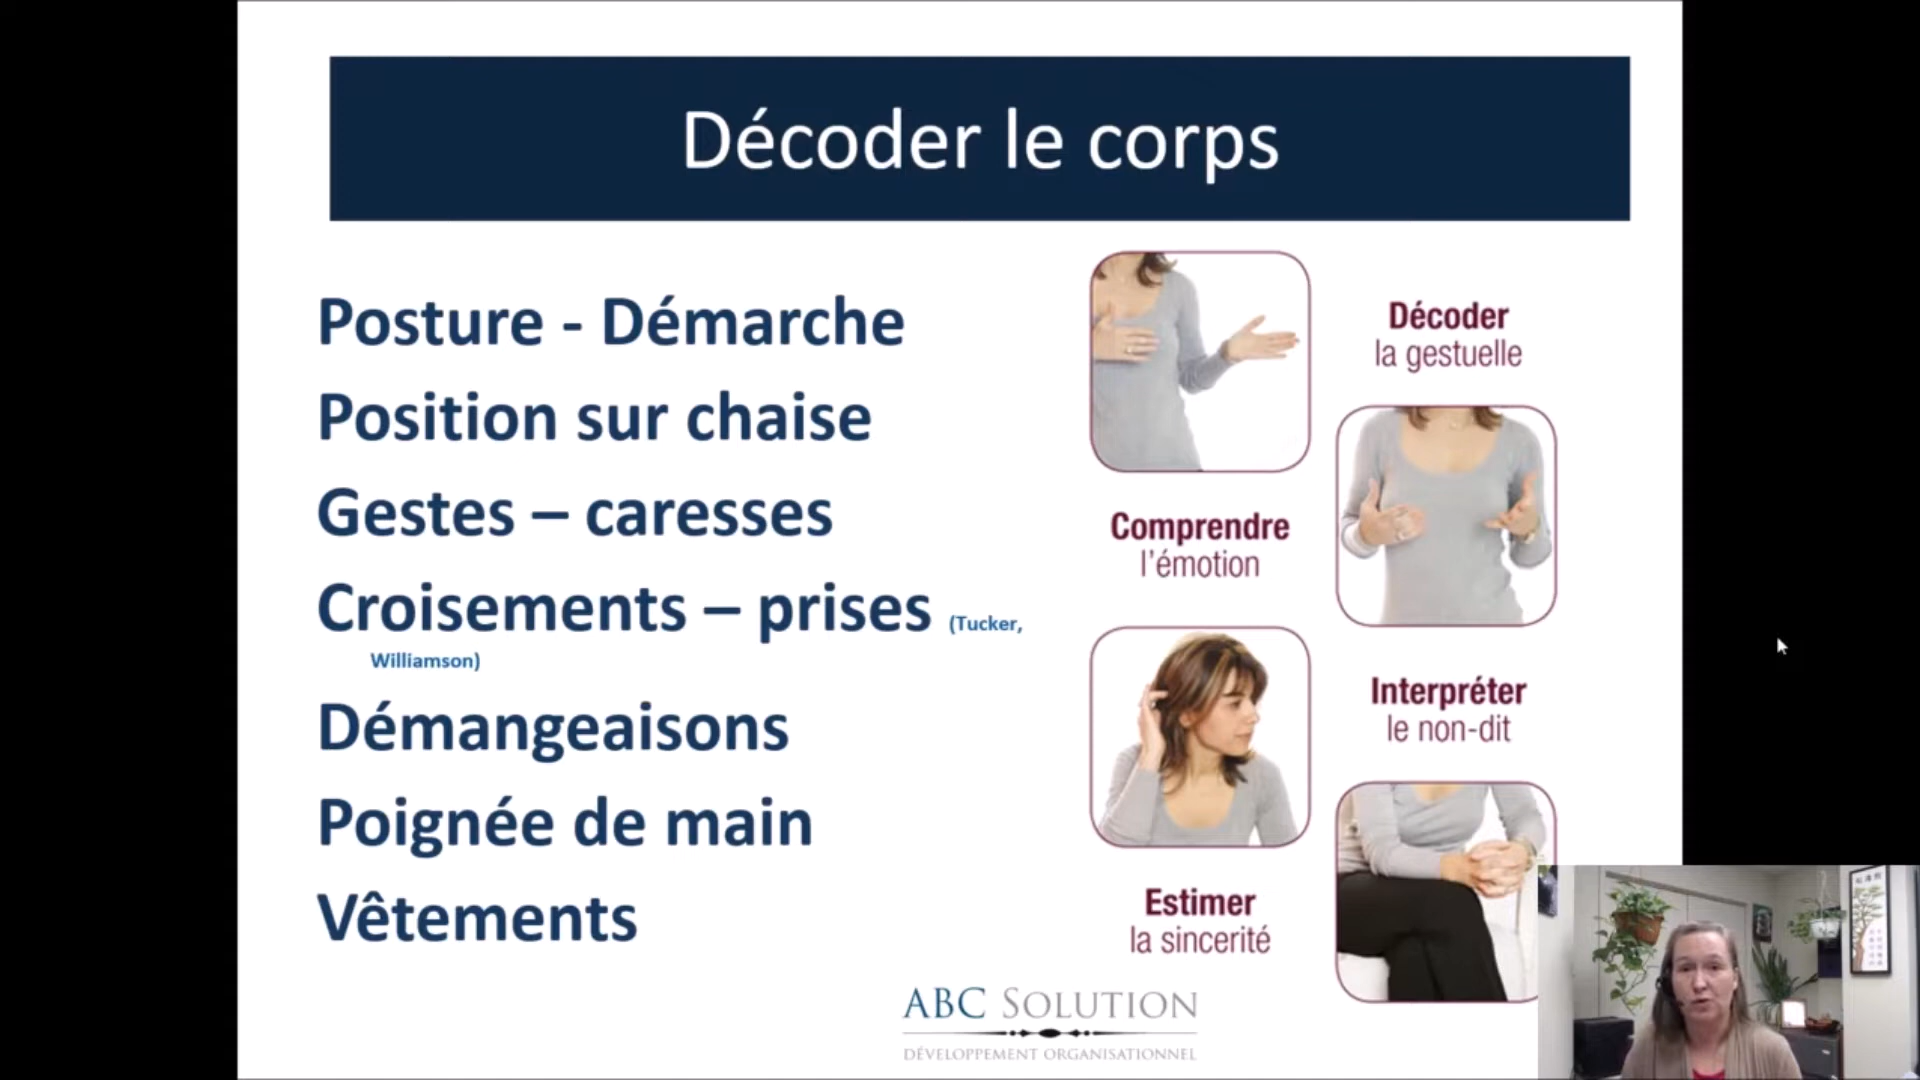 Décoder le corps
Posture - Démarche
Position sur chaise
Gestes – caresses
Croisements – prises (Tucker,
Williamson)
Démangeaisons
Poignée de main
Vêtements
Décoder
la gestuelle
Comprendre
l'émotion
Interpréter
le non-dit
Estimer
la sincerité
ABC SOLUTION
DÉVELOPPEMENT ORGANISATIONNEL